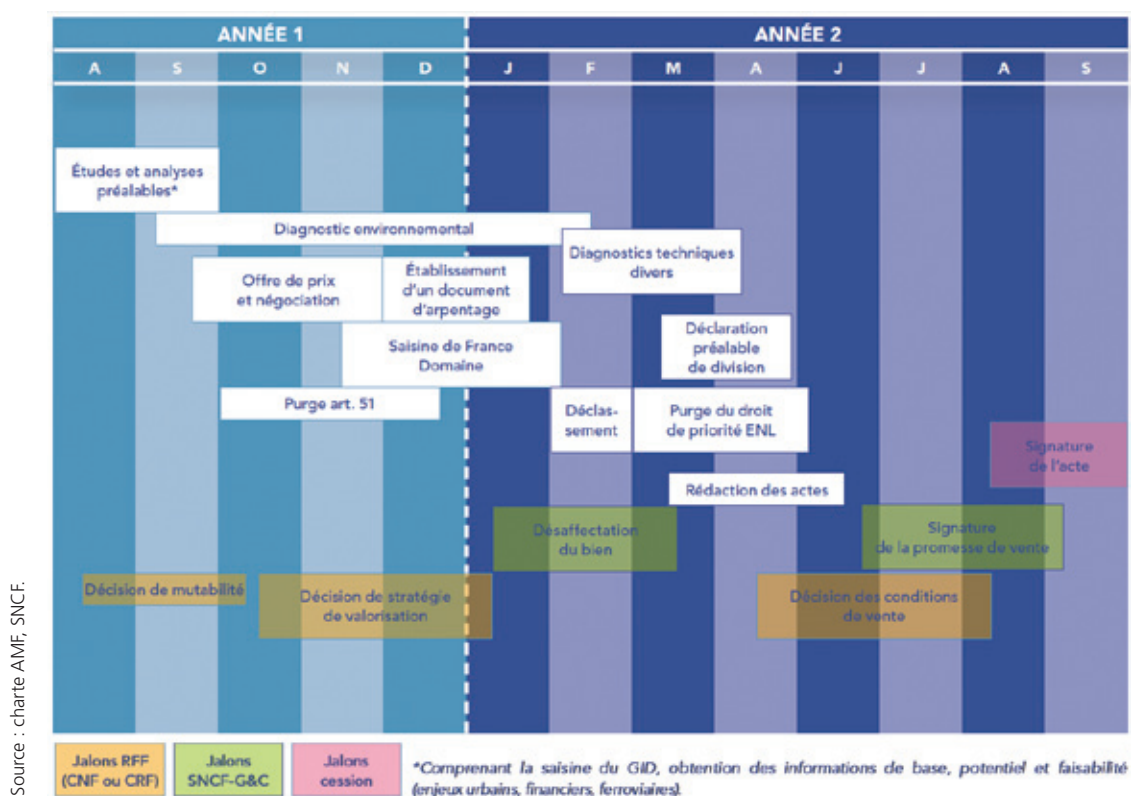 ANNÉE 1
ANNÉE 2
A S O N D J F M A J J A S
Études et analyses
préalables*
Diagnostic environnemental
Diagnostics techniques
divers
Offre de prix
et négociation
Établissement
d'un document
d'arpentage
Saisine de France
Domaine
Déclaration
préalable
de division
Purge art. 51
Déclas-
sement
Purge du droit
de priorité ENL
Signature
de l'acte
Rédaction des actes
Désaffectation
du bien
Signature
de la promesse de vente
Décision de mutabilité
Décision de stratégie
de valorisation
Décision des conditions
de vente
Source : charte AMF, SNCF.
Jalons RFF
(CNF ou CRF)
Jalons
SNCF-G&C
Jalons
cession
*Comprenant la saisine du GID, obtention des informations de base, potentiel et faisabilité
(enjeux urbains, financiers, ferroviaires).